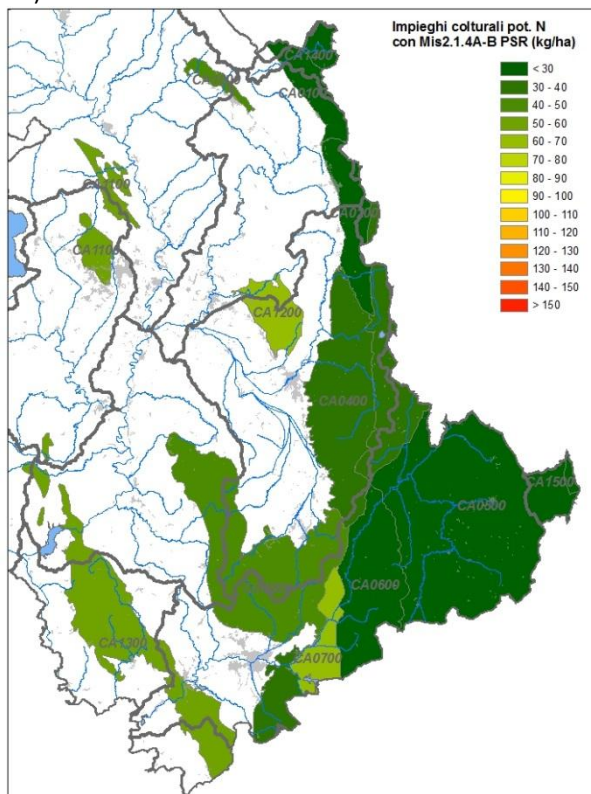 Impieghi colturali pot. N
con Mis2.1.4A-B PSR (kg/ha)
< 30
30 - 40
40 - 50
50 - 60
60 - 70
70 - 80
80 - 90
90 - 100
100 - 110
110 - 120
120 - 130
130 - 140
140 - 150
> 150
CA1400
CA0100
CA1100
CA1200
CA0400
CA1500
CA0500
CA0600
CA1300
CA0700